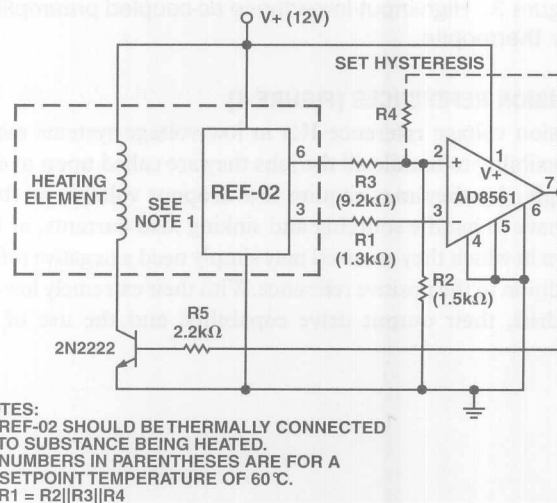 V+ (12V)
SET HYSTERESIS
R4
6
2
+
1
V+
7
HEATING
ELEMENT
SEE
NOTE 1
REF-02
R3
(9.2kΩ)
3
3
–
AD8561
6
4
R1
(1.3kΩ)
R2
(1.5kΩ)
R5
2.2kΩ
2N2222
TES:
REF-02 SHOULD BE THERMALLY CONNECTED
TO SUBSTANCE BEING HEATED.
NUMBERS IN PARENTHESES ARE FOR A
SETPOINT TEMPERATURE OF 60°C.
R1 = R2||R3||R4